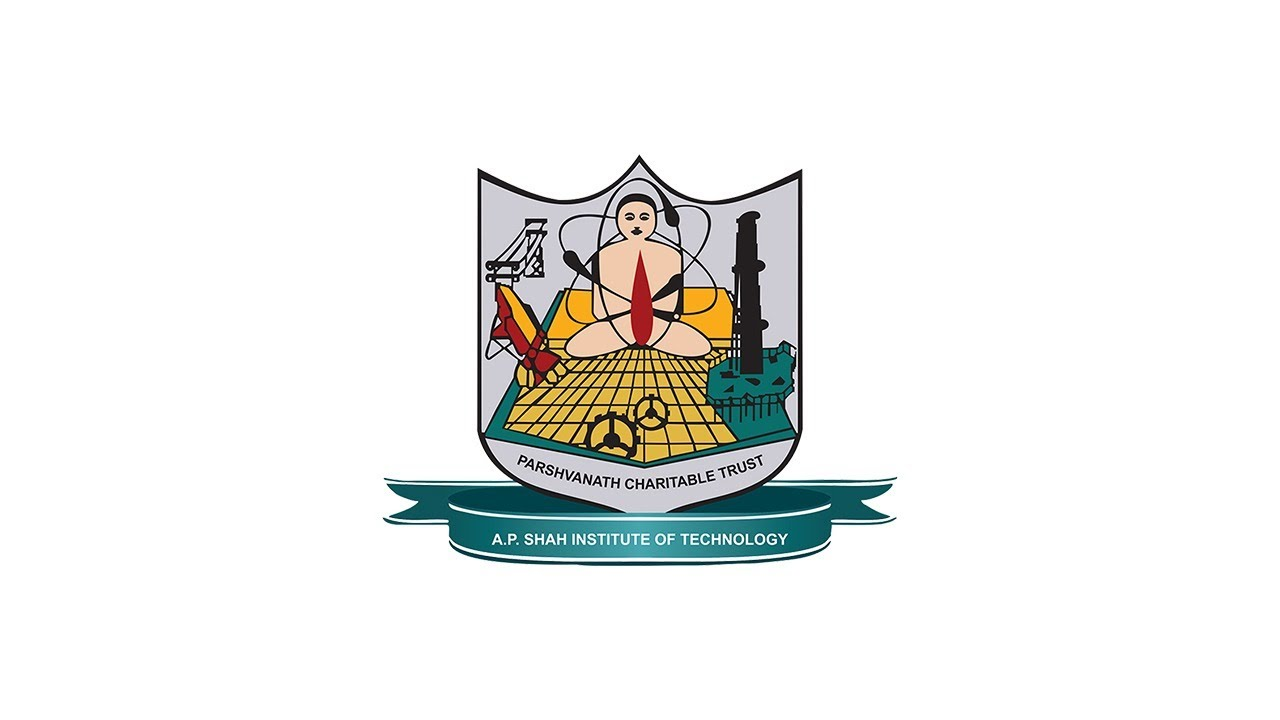 PARSHVANATH CHARITABLE TRUST
A.P. SHAH INSTITUTE OF TECHNOLOGY